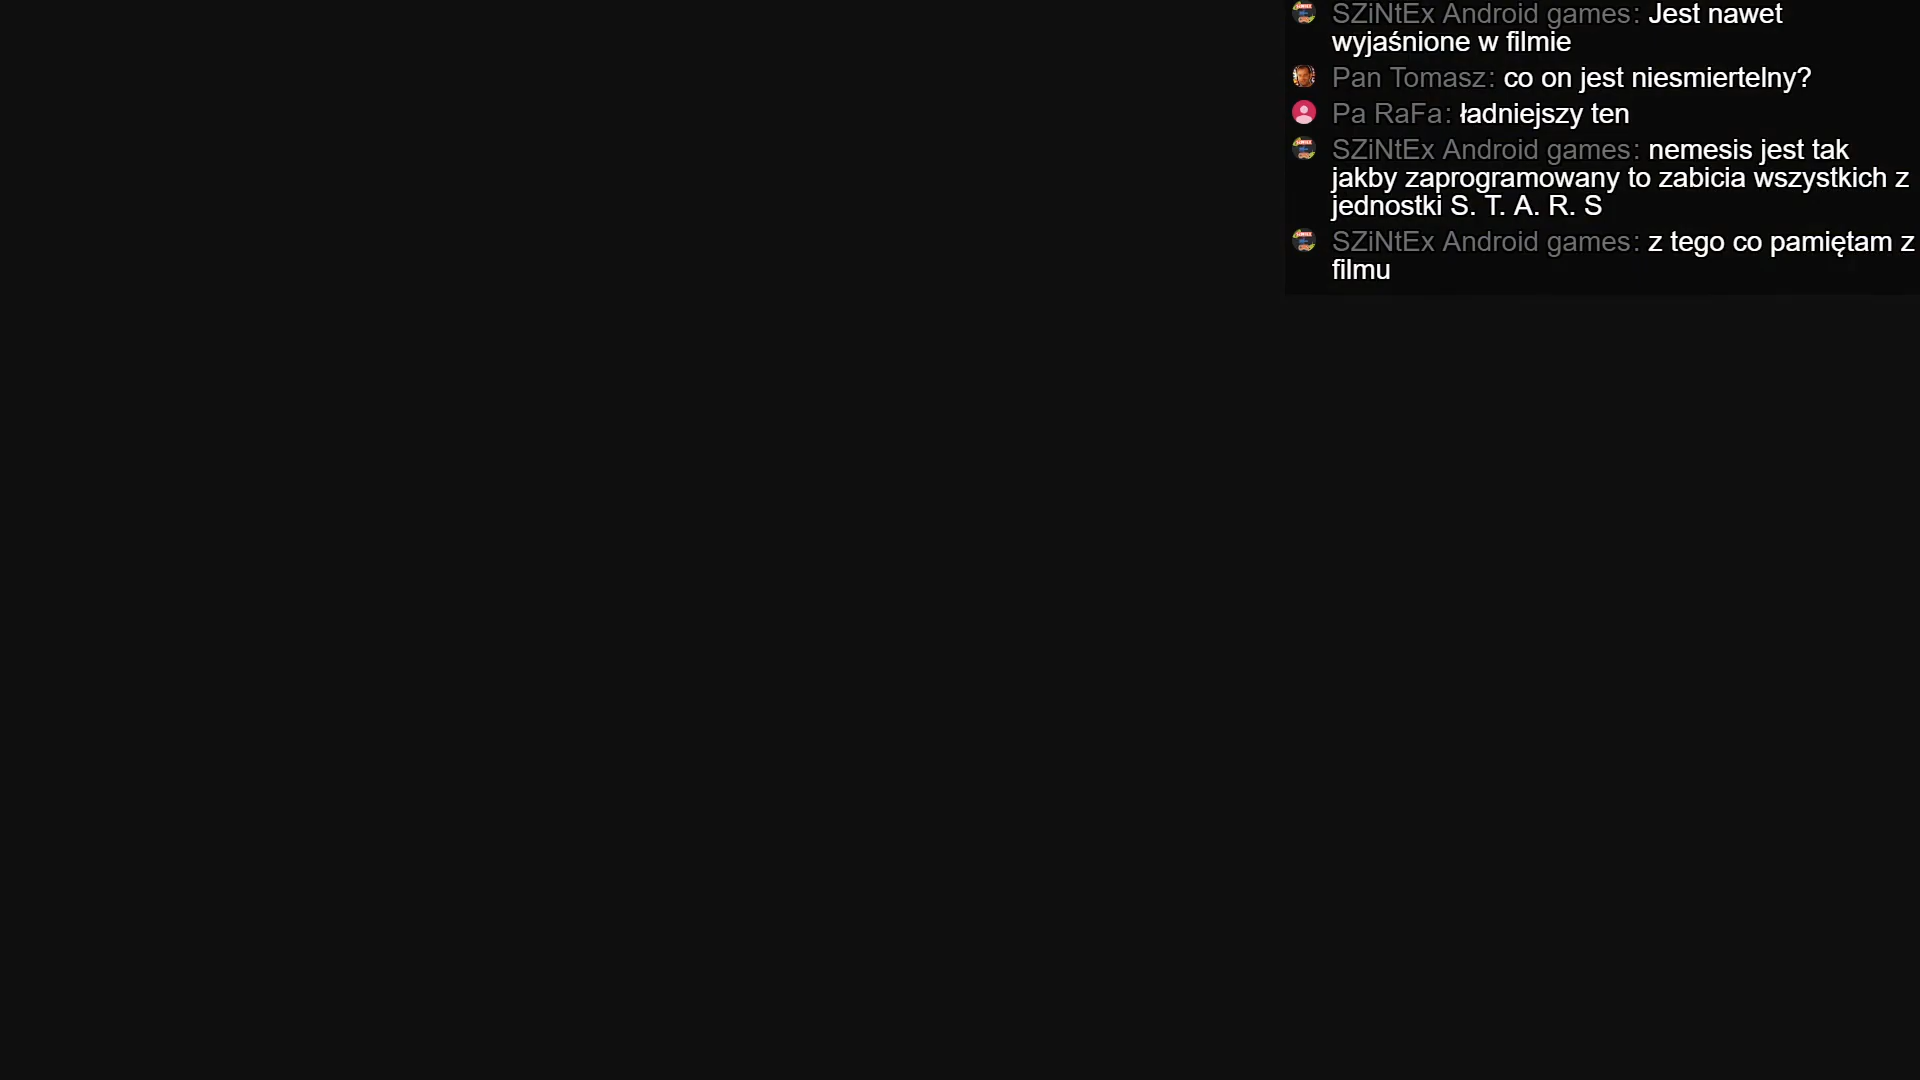 SZiNtEx Android games: Jest nawet
wyjaśnione w filmie
Pan Tomasz: co on jest niesmiertelny?
Pa RaFa: ładniejszy ten
SZiNtEx Android games: nemesis jest tak
jakby zaprogramowany to zabicia wszystkich z
jednostki S. T. A. R. S
SZiNtEx Android games: z tego co pamiętam z
filmu